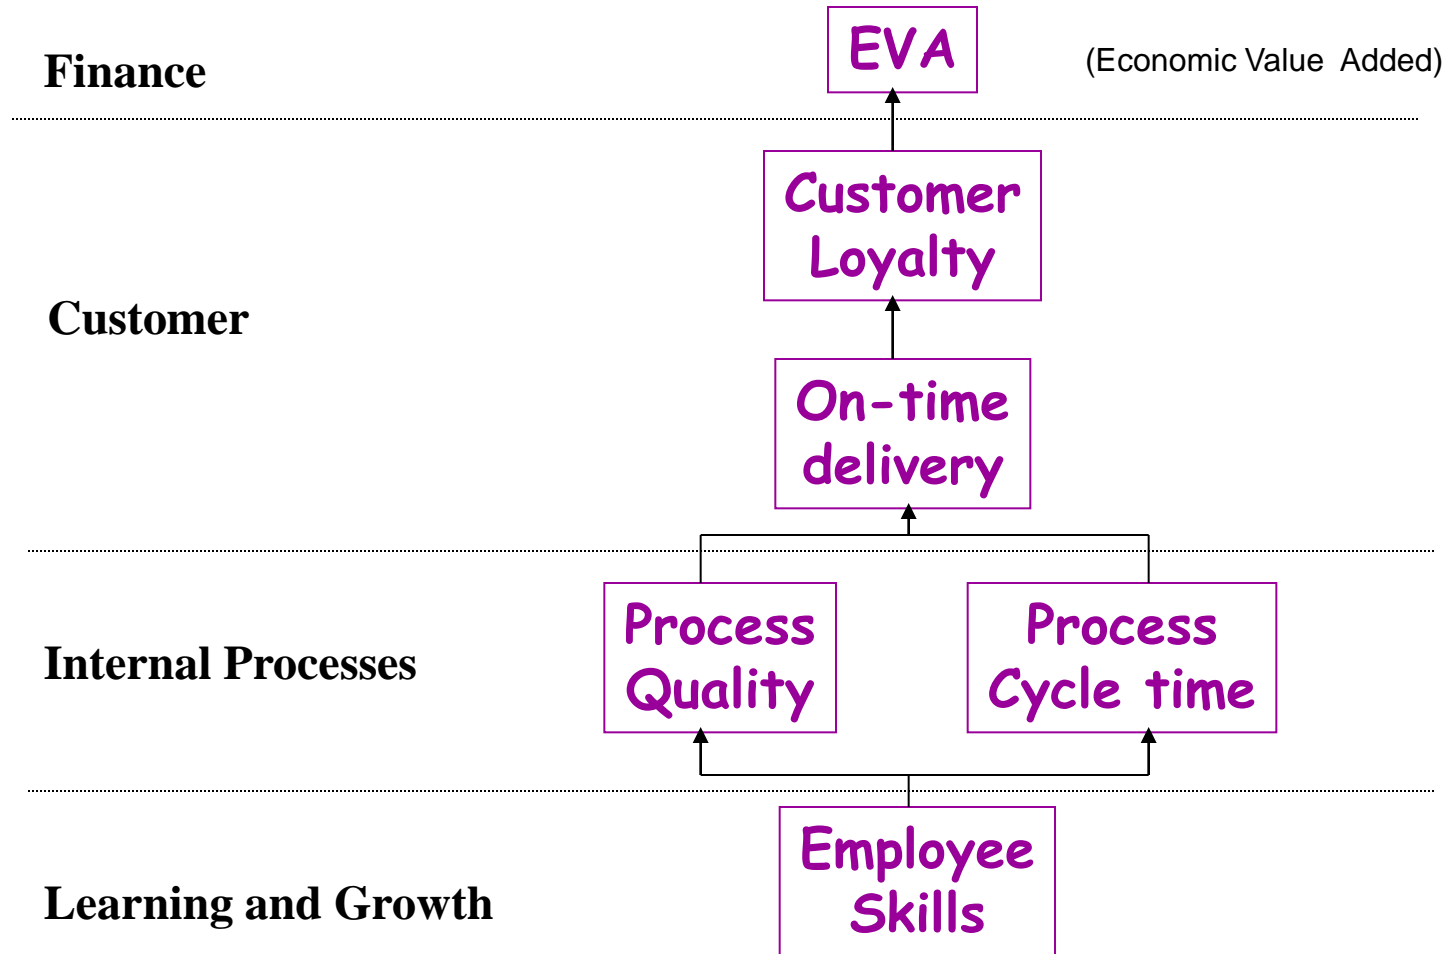 Finance
EVA
(Economic Value Added)
Customer
Loyalty
Customer
On-time
delivery
Internal Processes
Process
Quality
Process
Cycle time
Learning and Growth
Employee
Skills